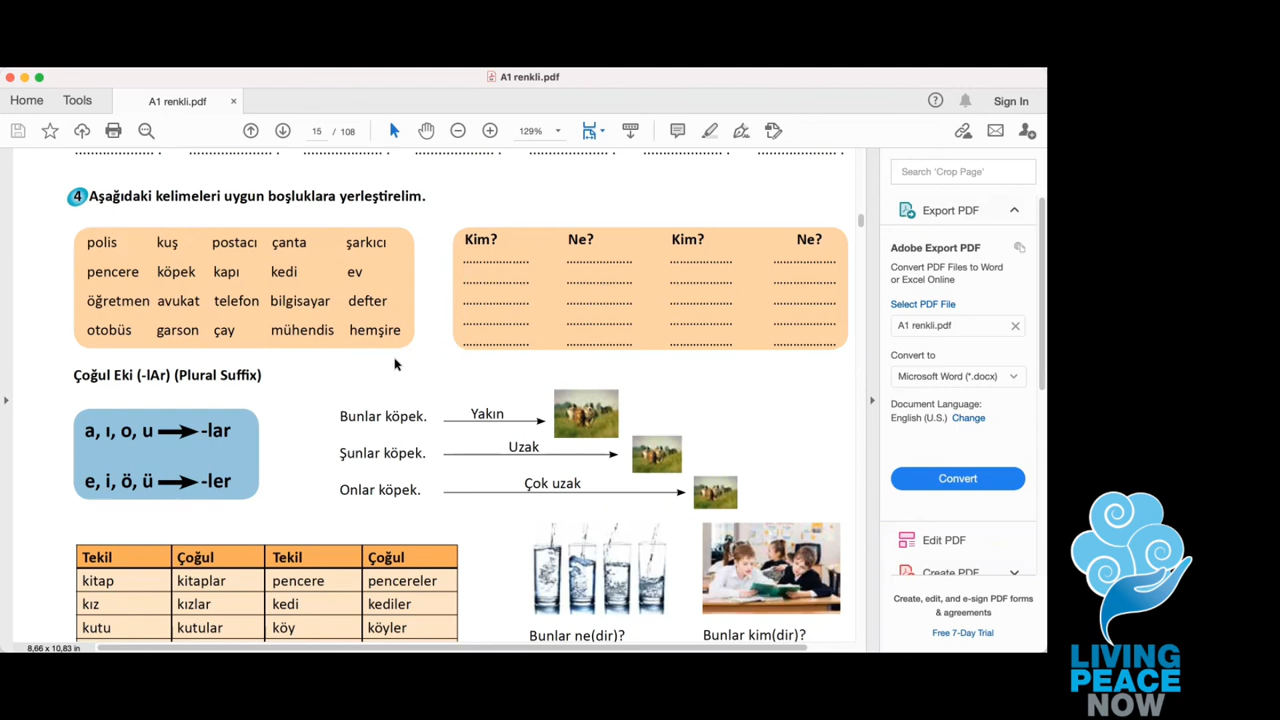 A1 renkli.pdf
Home Tools A1 renkli.pdf × Sign In
15 / 108 129%
4 Aşağıdaki kelimeleri uygun boşluklara yerleştirelim.
polis kuş postacı çanta şarkıcı
pencere köpek kapı kedi ev
öğretmen avukat telefon bilgisayar defter
otobüs garson çay mühendis hemşire
Kim? Ne? Kim? Ne?
Çoğul Eki (-lAr) (Plural Suffix)
a, ı, o, u → -lar
e, i, ö, ü → -ler
Bunlar köpek. Yakın
Şunlar köpek. Uzak
Onlar köpek. Çok uzak
Tekil Çoğul Tekil Çoğul
kitap kitaplar pencere pencereler
kız kızlar kedi kediler
kutu kutular köy köyler
Bunlar ne(dir)? Bunlar kim(dir)?
8,66 x 10,83 in
Search 'Crop Page'
Export PDF
Adobe Export PDF
Convert PDF Files to Word
or Excel Online
Select PDF File
A1 renkli.pdf
Convert to
Microsoft Word (*.docx)
Document Language:
English (U.S.) Change
Convert
Edit PDF
Create PDF
Create, edit, and e-sign PDF forms
& agreements
Free 7-Day Trial
LIVING
PEACE
NOW